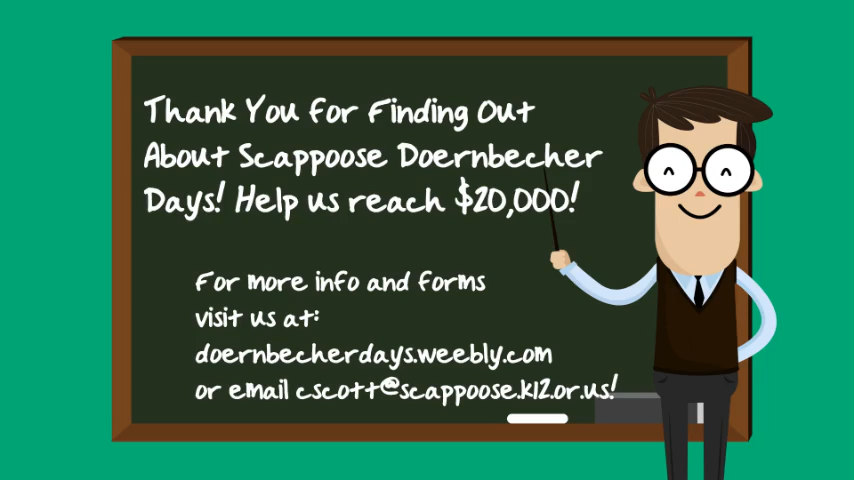 Thank You for Finding Out
About Scappoose Doernbecher
Days! Help us reach $20,000!
For more info and forms
visit us at:
doernbecherdays.weebly.com
or email cscott@scappoose.k12.or.us!